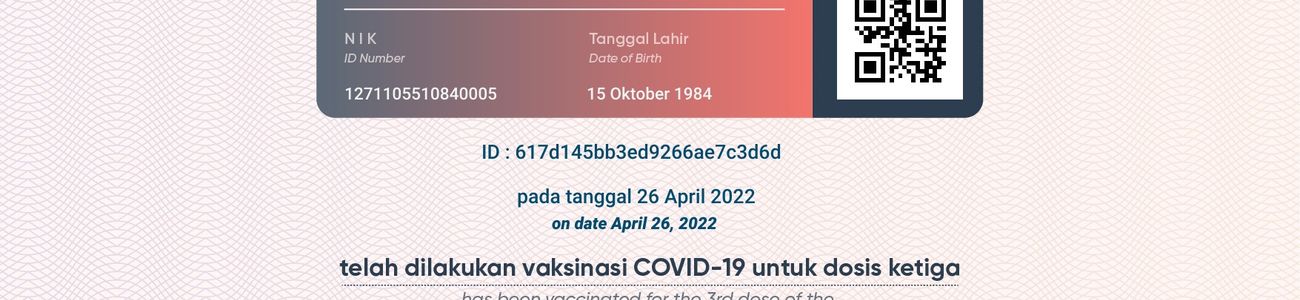 NIK Tanggal Lahir
ID Number Date of Birth
1271105510840005 15 Oktober 1984
ID : 617d145bb3ed9266ae7c3d6d
pada tanggal 26 April 2022
on date April 26, 2022
telah dilakukan vaksinasi COVID-19 untuk dosis ketiga
has been vaccinated for the 3rd dose of the